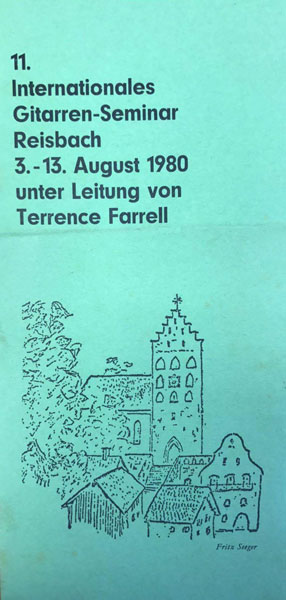 11.
Internationales
Gitarren-Seminar
Reisbach
3.-13. August 1980
unter Leitung von
Terrence Farrell
Fritz Seeger